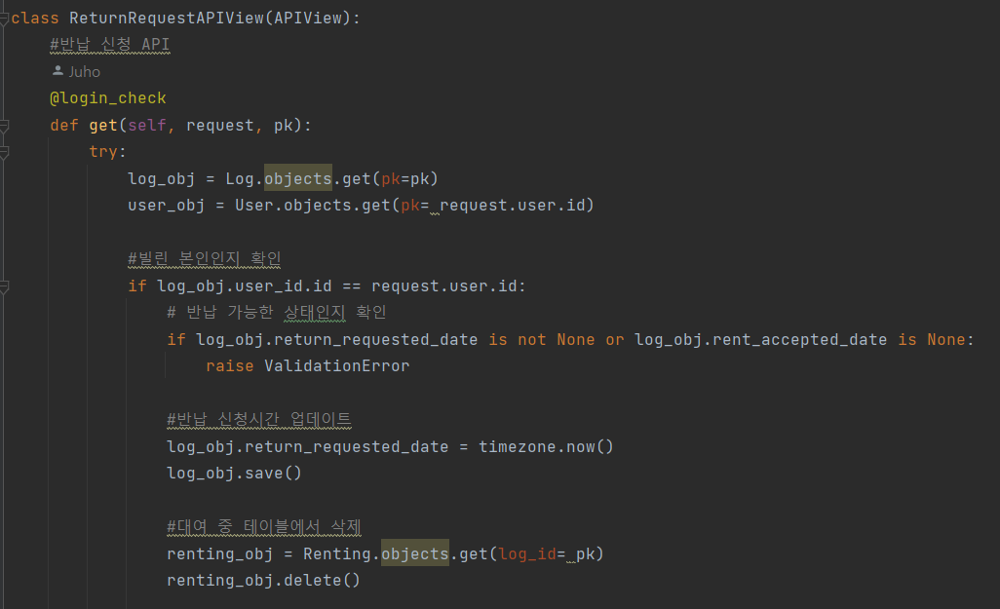 class ReturnRequestAPIView(APIView):
#반납 신청 API
Juho
@login_check
def get(self, request, pk):
try:
log_obj = Log.objects.get(pk=pk)
user_obj = User.objects.get(pk= request.user.id)
#빌린 본인인지 확인
if log_obj.user_id.id == request.user.id:
# 반납 가능한 상태인지 확인
if log_obj.return_requested_date is not None or log_obj.rent_accepted_date is None:
raise ValidationError
#반납 신청시간 업데이트
log_obj.return_requested_date = timezone.now()
log_obj.save()
#대여 중 테이블에서 삭제
renting_obj = Renting.objects.get(log_id= pk)
renting_obj.delete()